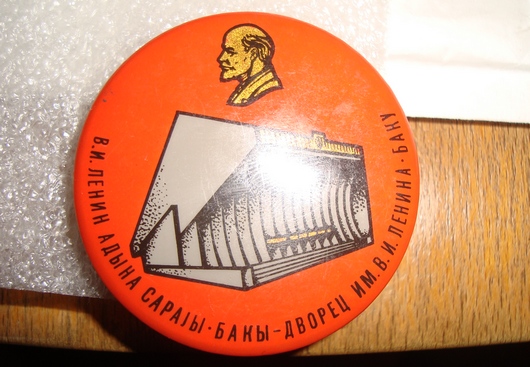 В.И. ЛЕНИН АДЫНА САРАЈЫ · БАКЫ – ДВОРЕЦ ИМ. В.И. ЛЕНИНА · БАКУ